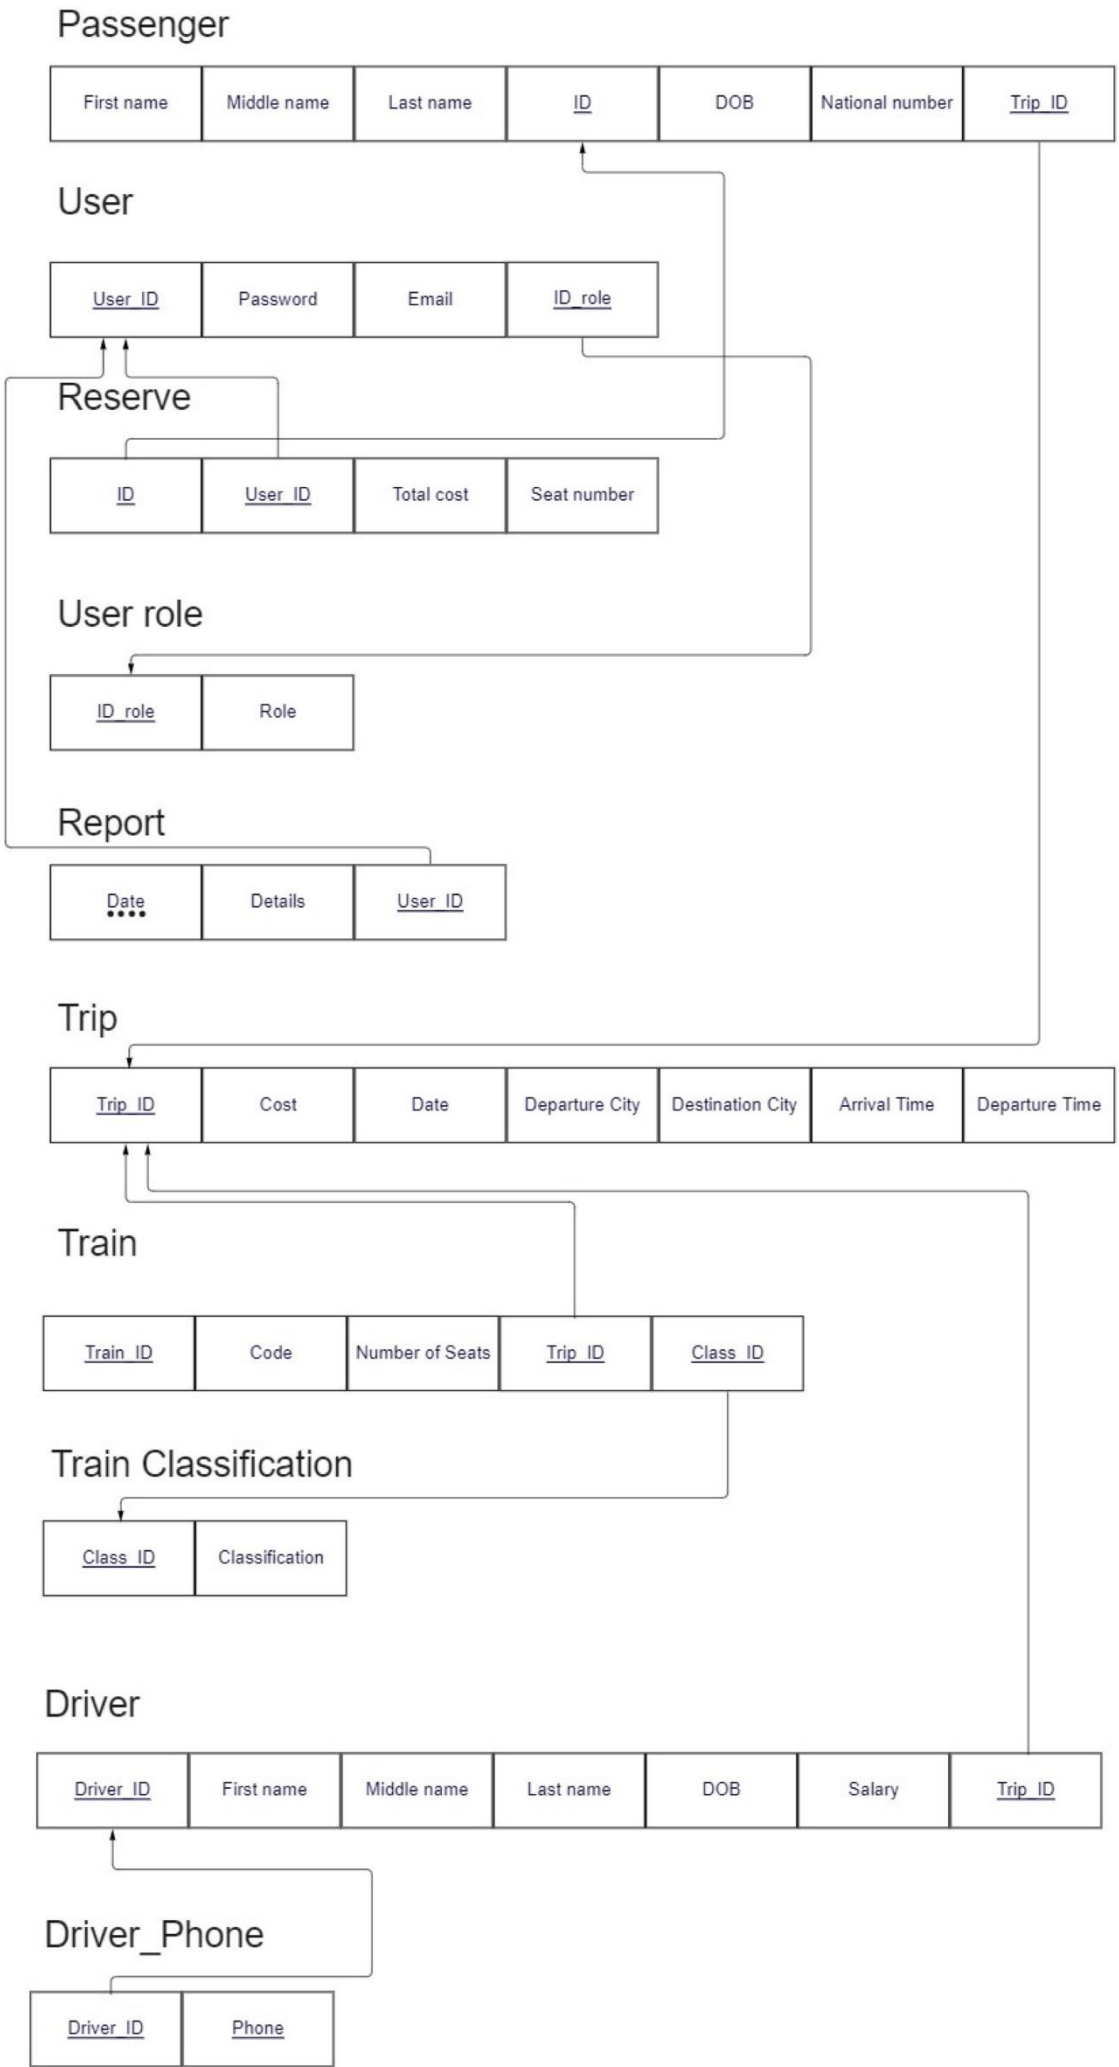 Passenger
First name Middle name Last name ID DOB National number Trip_ID
User
User_ID Password Email ID_role
Reserve
ID User_ID Total cost Seat number
User role
ID_role Role
Report
Date Details User_ID
Trip
Trip_ID Cost Date Departure City Destination City Arrival Time Departure Time
Train
Train_ID Code Number of Seats Trip_ID Class_ID
Train Classification
Class_ID Classification
Driver
Driver_ID First name Middle name Last name DOB Salary Trip_ID
Driver_Phone
Driver_ID Phone